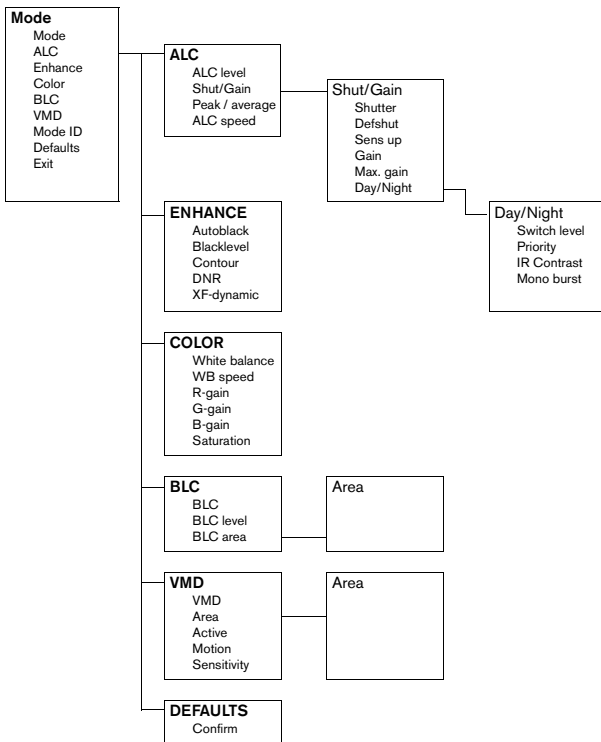 Mode
Mode
ALC
Enhance
Color
BLC
VMD
Mode ID
Defaults
Exit
ALC
ALC level
Shut/Gain
Peak / average
ALC speed
Shut/Gain
Shutter
Defshut
Sens up
Gain
Max. gain
Day/Night
Day/Night
Switch level
Priority
IR Contrast
Mono burst
ENHANCE
Autoblack
Blacklevel
Contour
DNR
XF-dynamic
COLOR
White balance
WB speed
R-gain
G-gain
B-gain
Saturation
BLC
BLC
BLC level
BLC area
Area
VMD
VMD
Area
Active
Motion
Sensitivity
Area
DEFAULTS
Confirm